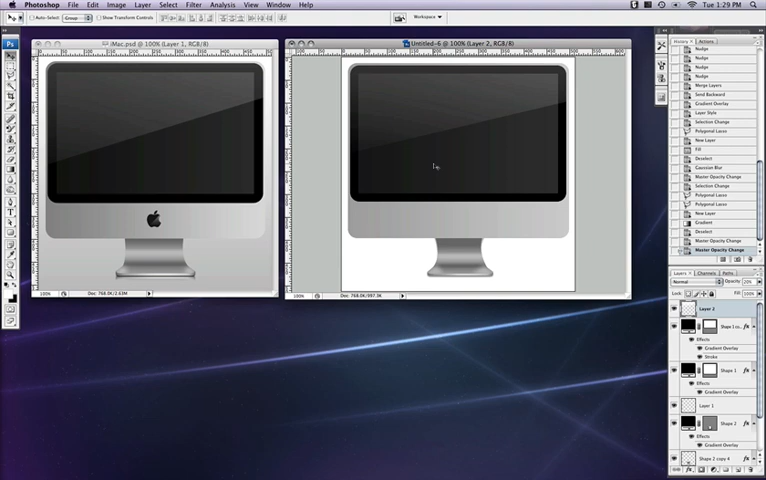 Photoshop File Edit Image Layer Select Filter Analysis View Window Help
Tue 1:29 PM
Auto-Select: Group Show Transform Controls
Workspace
iMac.psd @ 100% (Layer 1, RGB/8)
Untitled-6 @ 100% (Layer 2, RGB/8)
History Actions
Nudge
Nudge
Nudge
Nudge
Merge Layers
Send Backward
Gradient Overlay
Layer Style
Selection Change
Polygonal Lasso
New Layer
Fill
Deselect
Gaussian Blur
Master Opacity Change
Selection Change
Polygonal Lasso
Polygonal Lasso
New Layer
Gradient
Deselect
Master Opacity Change
Master Opacity Change
Layers Channels Paths
Normal Opacity: 20%
Lock: Fill: 100%
Layer 2
Shape 1 co...
Effects
Gradient Overlay
Stroke
Shape 1
Effects
Gradient Overlay
Layer 1
Shape 2
Effects
Gradient Overlay
Shape 2 copy 4
100% Doc: 768.0K/2.63M
100% Doc: 768.0K/997.3K